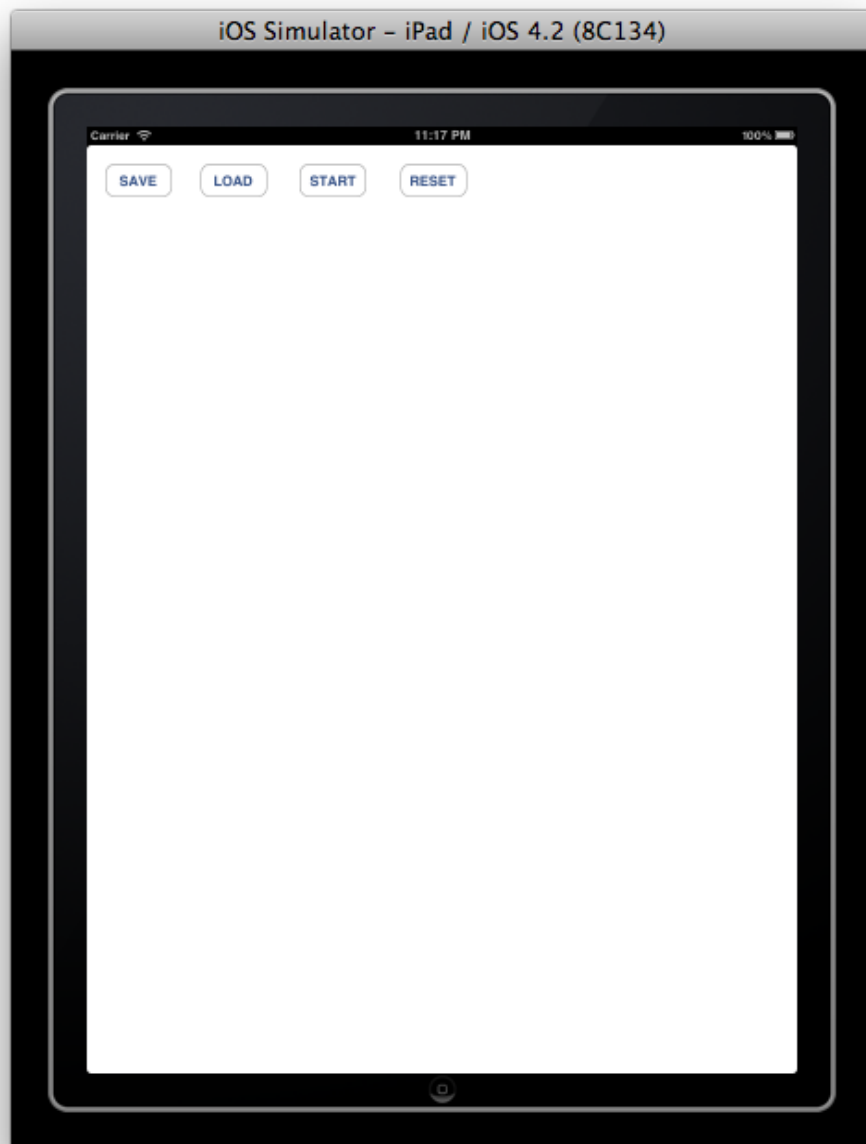 iOS Simulator – iPad / iOS 4.2 (8C134)
Carrier 11:17 PM 100%
SAVE LOAD START RESET